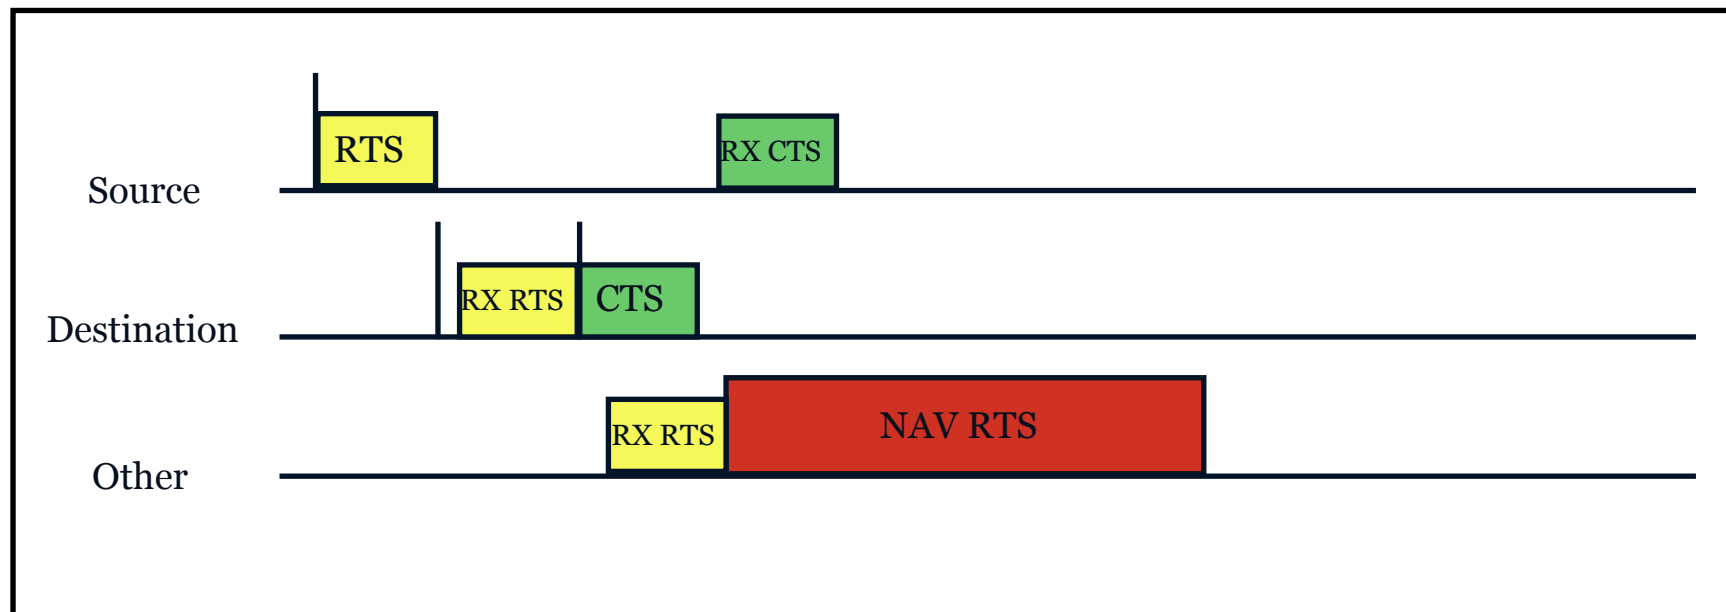 RTS
RX CTS
Source
RX RTS
CTS
Destination
RX RTS
NAV RTS
Other